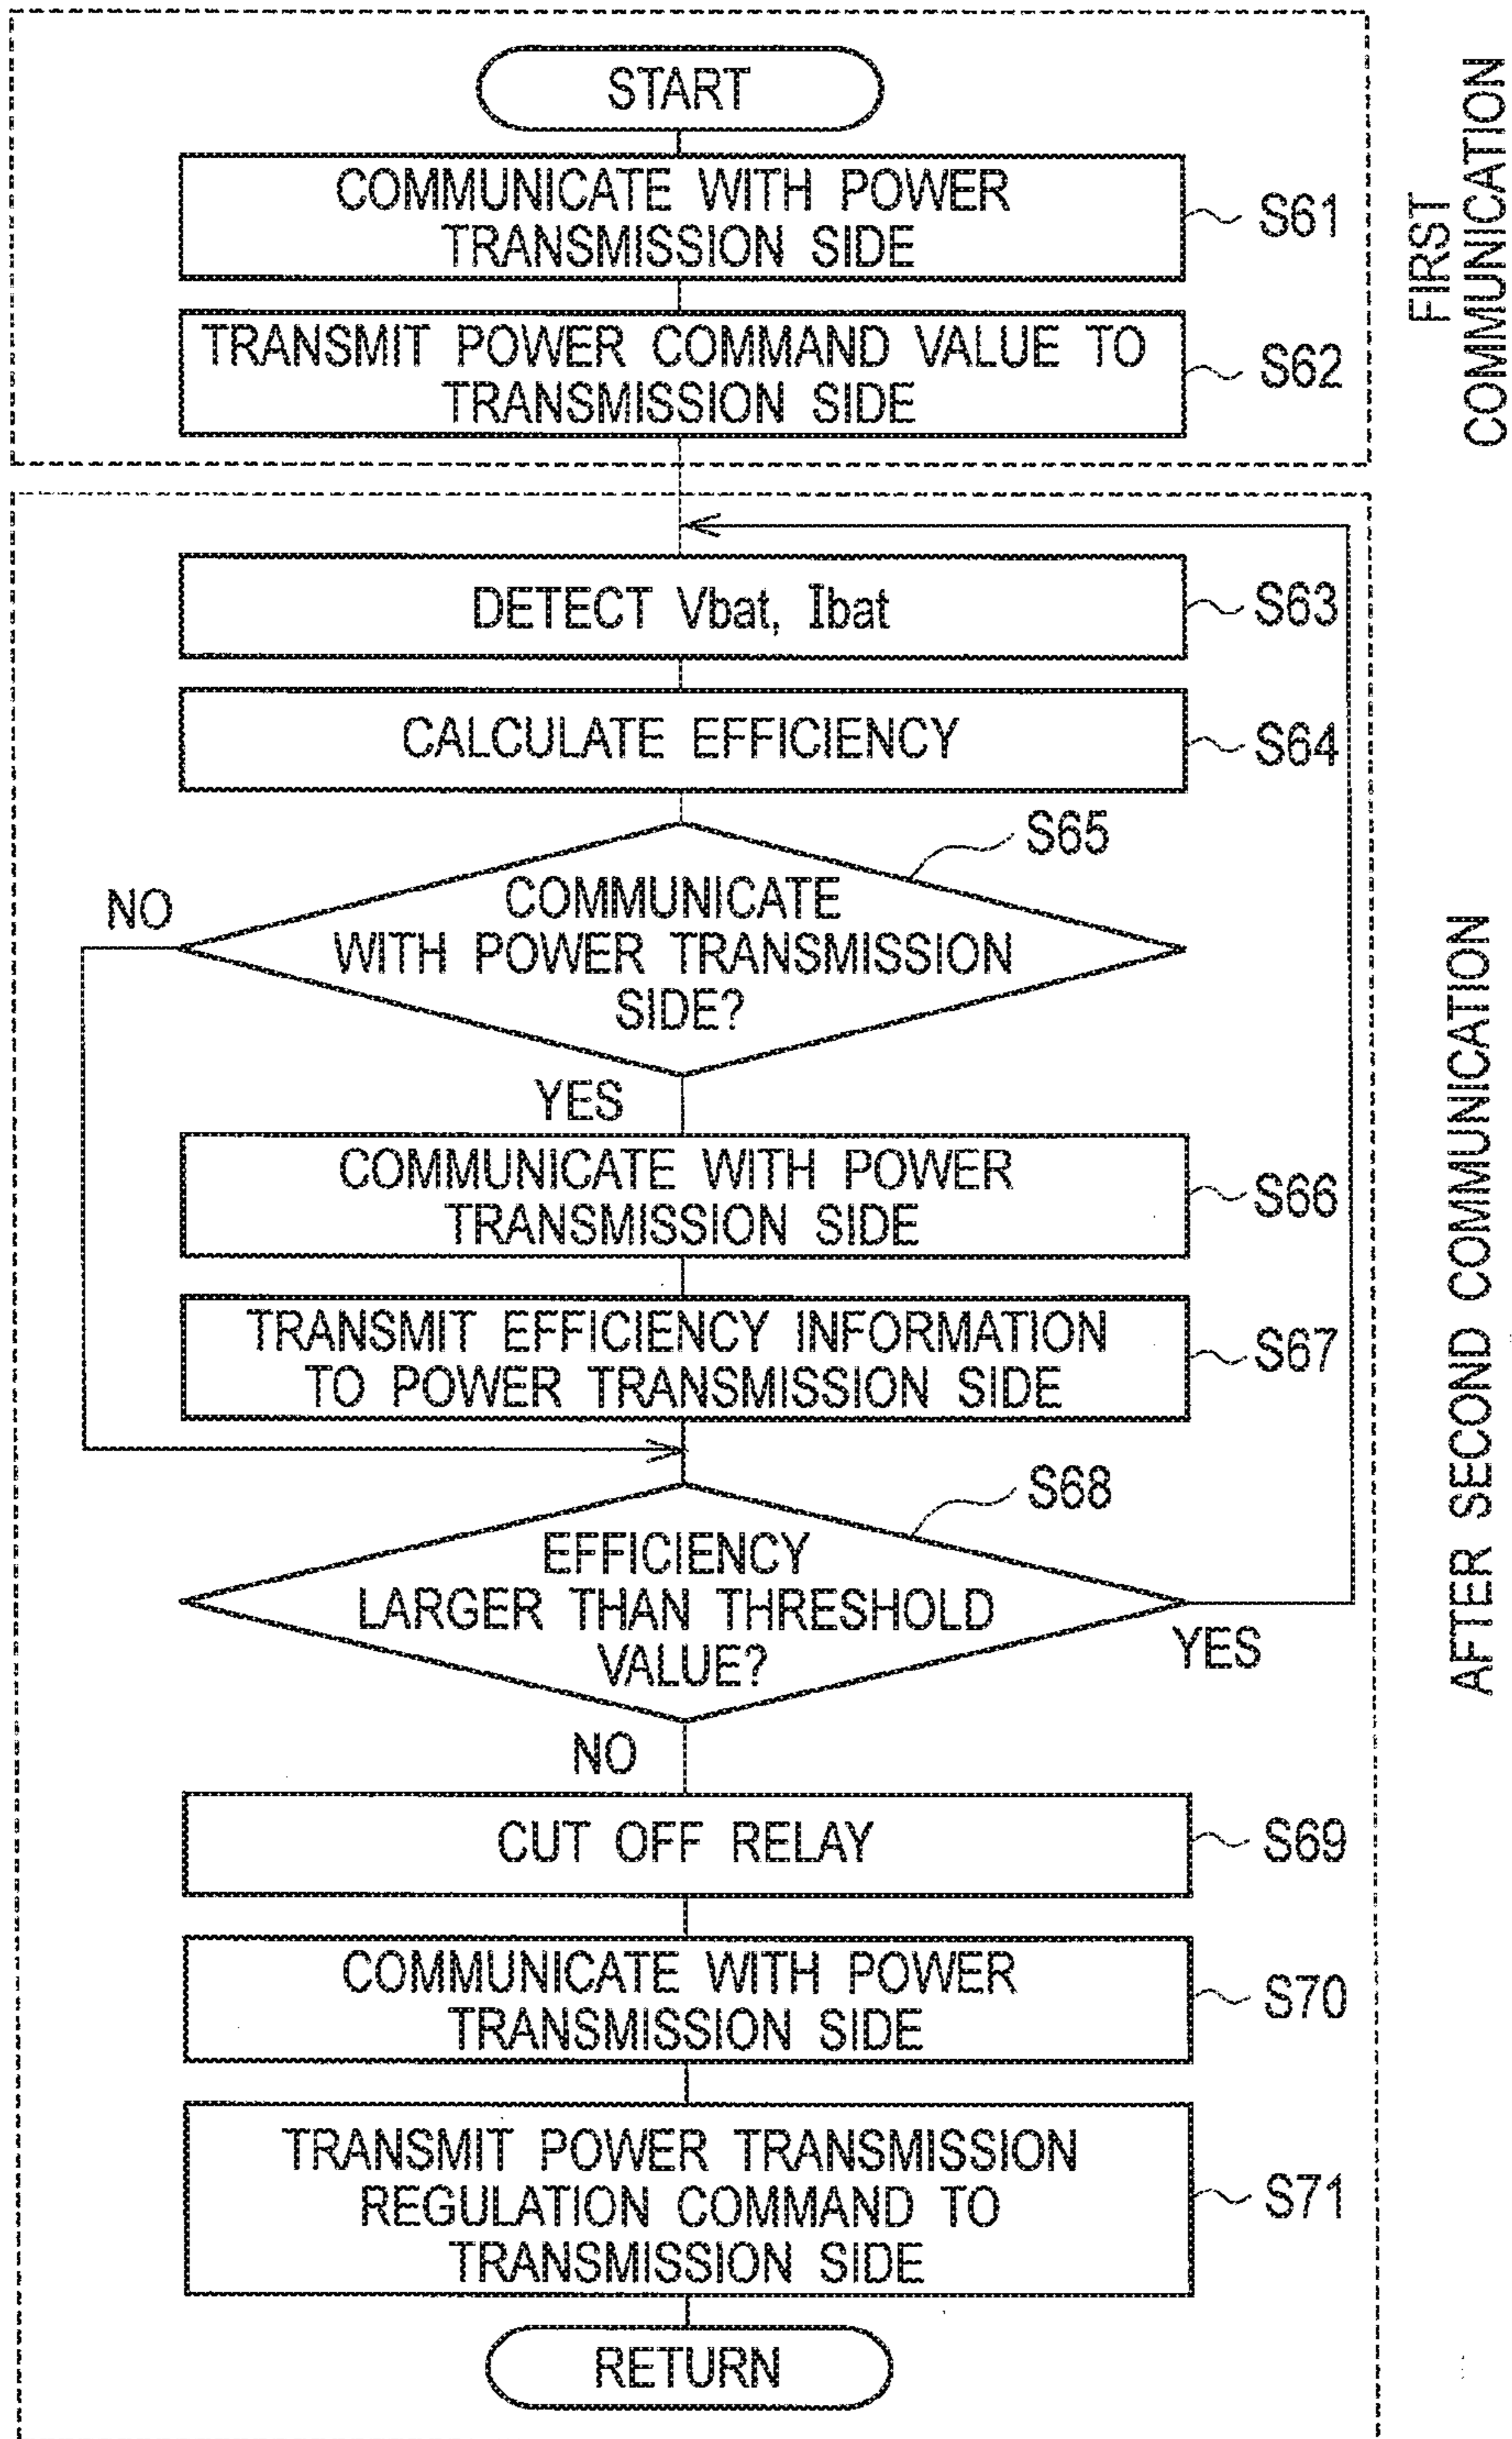 START
COMMUNICATE WITH POWER
TRANSMISSION SIDE
S61
TRANSMIT POWER COMMAND VALUE TO
TRANSMISSION SIDE
S62
FIRST
COMMUNICATION
DETECT Vbat, Ibat
S63
CALCULATE EFFICIENCY
S64
S65
COMMUNICATE
WITH POWER TRANSMISSION
SIDE?
NO
YES
COMMUNICATE WITH POWER
TRANSMISSION SIDE
S66
TRANSMIT EFFICIENCY INFORMATION
TO POWER TRANSMISSION SIDE
S67
S68
EFFICIENCY
LARGER THAN THRESHOLD
VALUE?
YES
NO
CUT OFF RELAY
S69
COMMUNICATE WITH POWER
TRANSMISSION SIDE
S70
TRANSMIT POWER TRANSMISSION
REGULATION COMMAND TO
TRANSMISSION SIDE
S71
RETURN
AFTER SECOND COMMUNICATION